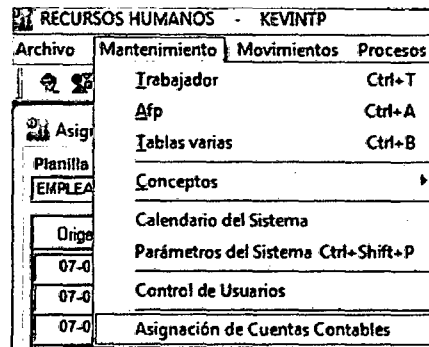 RECURSOS HUMANOS - KEVINTP
Archivo Mantenimiento Movimientos Procesos
Trabajador Ctrl+T
Afp Ctrl+A
Asig
Tablas varias Ctrl+B
Planilla
EMPLEA
Conceptos
Calendario del Sistema
Orige
Parámetros del Sistema Ctrl+Shift+P
07-0
Control de Usuarios
07-0
07-0
Asignación de Cuentas Contables